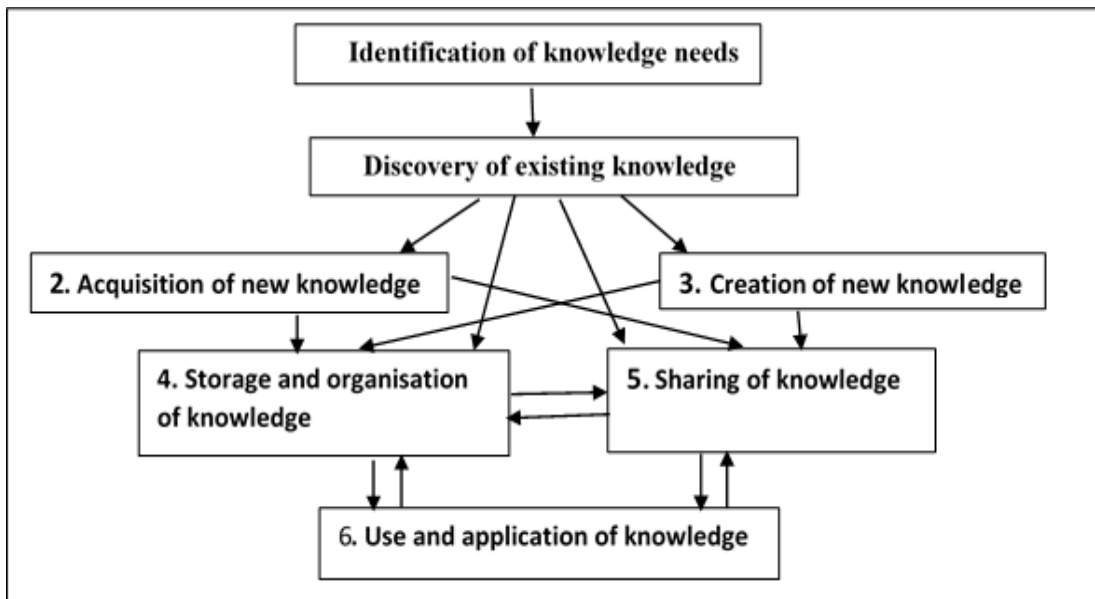 Identification of knowledge needs
Discovery of existing knowledge
2. Acquisition of new knowledge
3. Creation of new knowledge
4. Storage and organisation
of knowledge
5. Sharing of knowledge
6. Use and application of knowledge